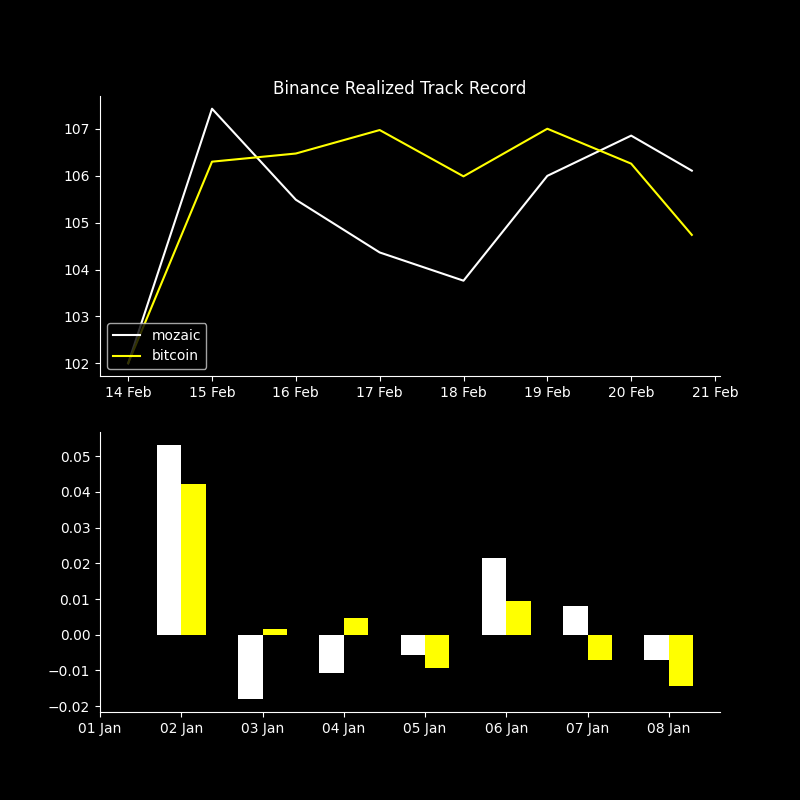 Binance Realized Track Record
107
106
105
104
103
102
mozaic
bitcoin
14 Feb 15 Feb 16 Feb 17 Feb 18 Feb 19 Feb 20 Feb 21 Feb
0.05
0.04
0.03
0.02
0.01
0.00
−0.01
−0.02
01 Jan 02 Jan 03 Jan 04 Jan 05 Jan 06 Jan 07 Jan 08 Jan